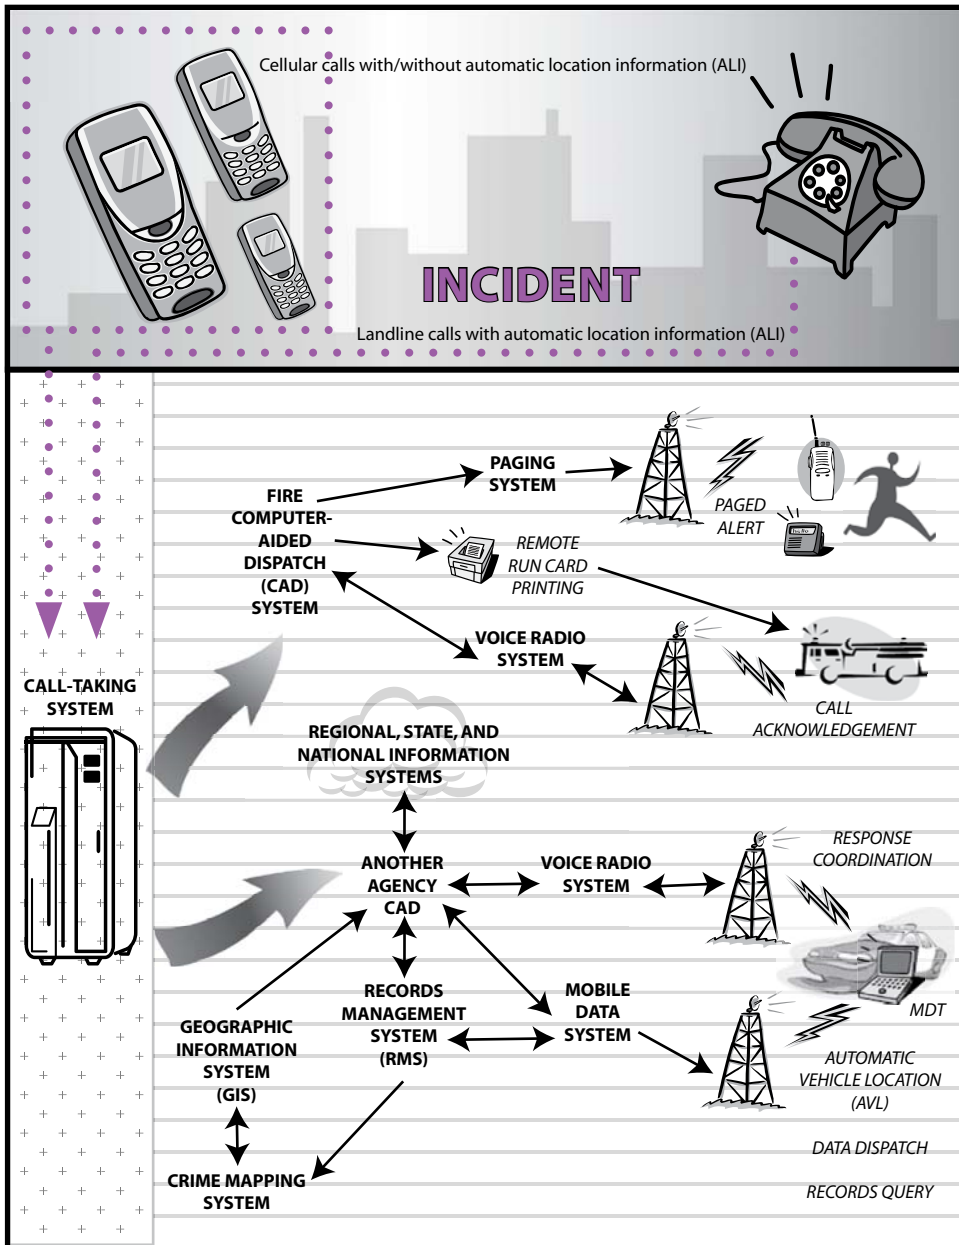 Cellular calls with/without automatic location information (ALI)
INCIDENT
Landline calls with automatic location information (ALI)
CALL-TAKING
SYSTEM
FIRE
COMPUTER-
AIDED
DISPATCH
(CAD)
SYSTEM
PAGING
SYSTEM
PAGED
ALERT
REMOTE
RUN CARD
PRINTING
VOICE RADIO
SYSTEM
CALL
ACKNOWLEDGEMENT
REGIONAL, STATE, AND
NATIONAL INFORMATION
SYSTEMS
ANOTHER
AGENCY
CAD
VOICE RADIO
SYSTEM
RESPONSE
COORDINATION
MDT
RECORDS
MANAGEMENT
SYSTEM
(RMS)
MOBILE
DATA
SYSTEM
GEOGRAPHIC
INFORMATION
SYSTEM
(GIS)
AUTOMATIC
VEHICLE LOCATION
(AVL)
CRIME MAPPING
SYSTEM
DATA DISPATCH
RECORDS QUERY